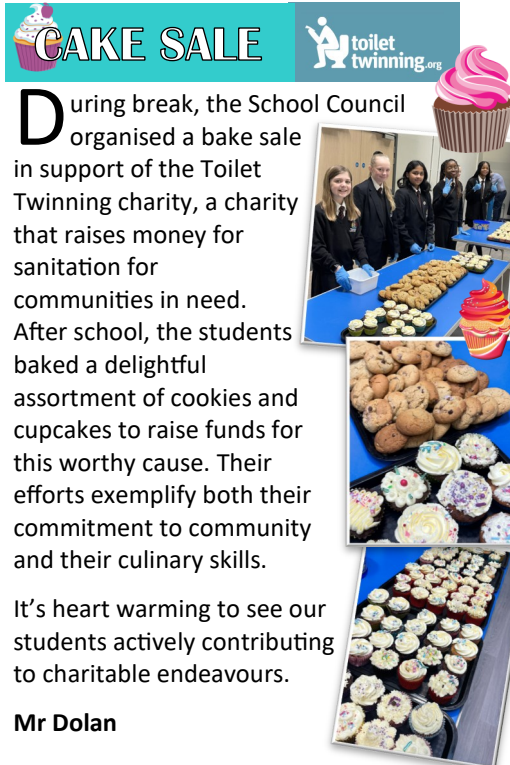 CAKE SALE
toilet
twinning.org
During break, the School Council
organised a bake sale
in support of the Toilet
Twinning charity, a charity
that raises money for
sanitation for
communities in need.
After school, the students
baked a delightful
assortment of cookies and
cupcakes to raise funds for
this worthy cause. Their
efforts exemplify both their
commitment to community
and their culinary skills.
It’s heart warming to see our
students actively contributing
to charitable endeavours.
Mr Dolan